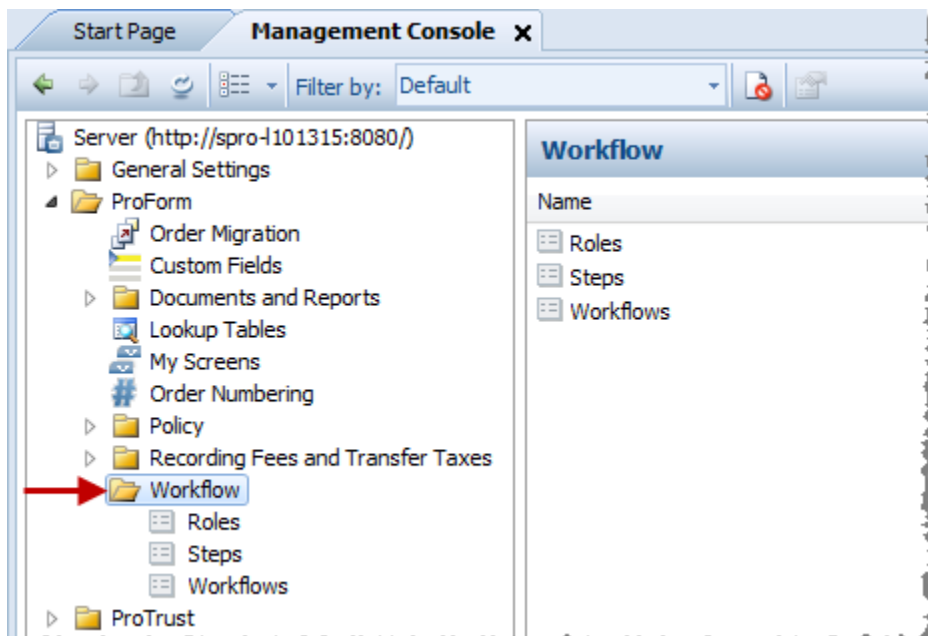 Start Page
Management Console
Filter by: Default
Server (http://spro-l101315:8080/)
General Settings
ProForm
Order Migration
Custom Fields
Documents and Reports
Lookup Tables
My Screens
Order Numbering
Policy
Recording Fees and Transfer Taxes
Workflow
Roles
Steps
Workflows
ProTrust
Workflow
Name
Roles
Steps
Workflows